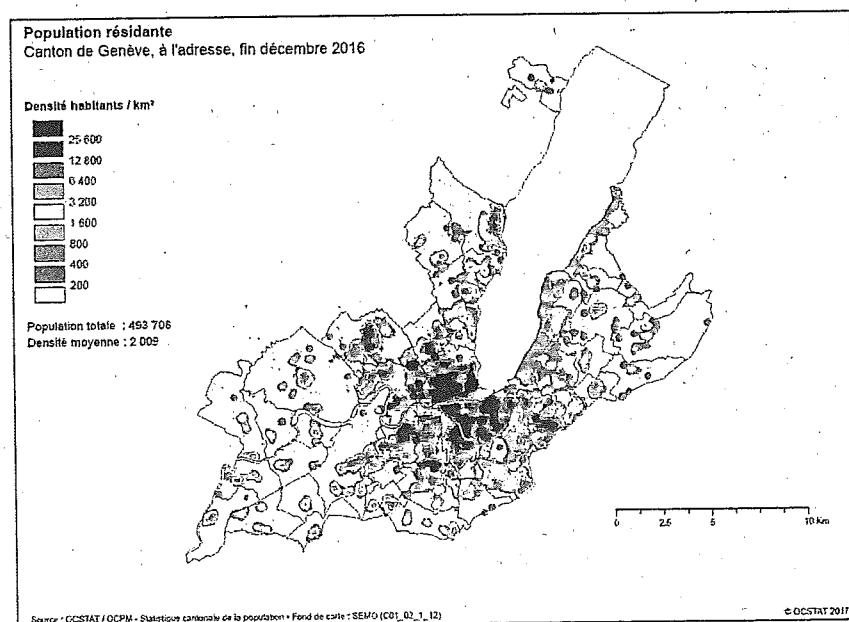 Population résidante
Canton de Genève, à l'adresse, fin décembre 2016
Densité habitants / km²
25 600
12 800
6 400
3 200
1 600
800
400
200
Population totale : 493 706
Densité moyenne : 2 009
0 2.5 5 10 Km
Source : OCSTAT / OCPM - Statistique cantonale de la population • Fond de carte : SEMO (C01_02_1_12)
© OCSTAT 2017